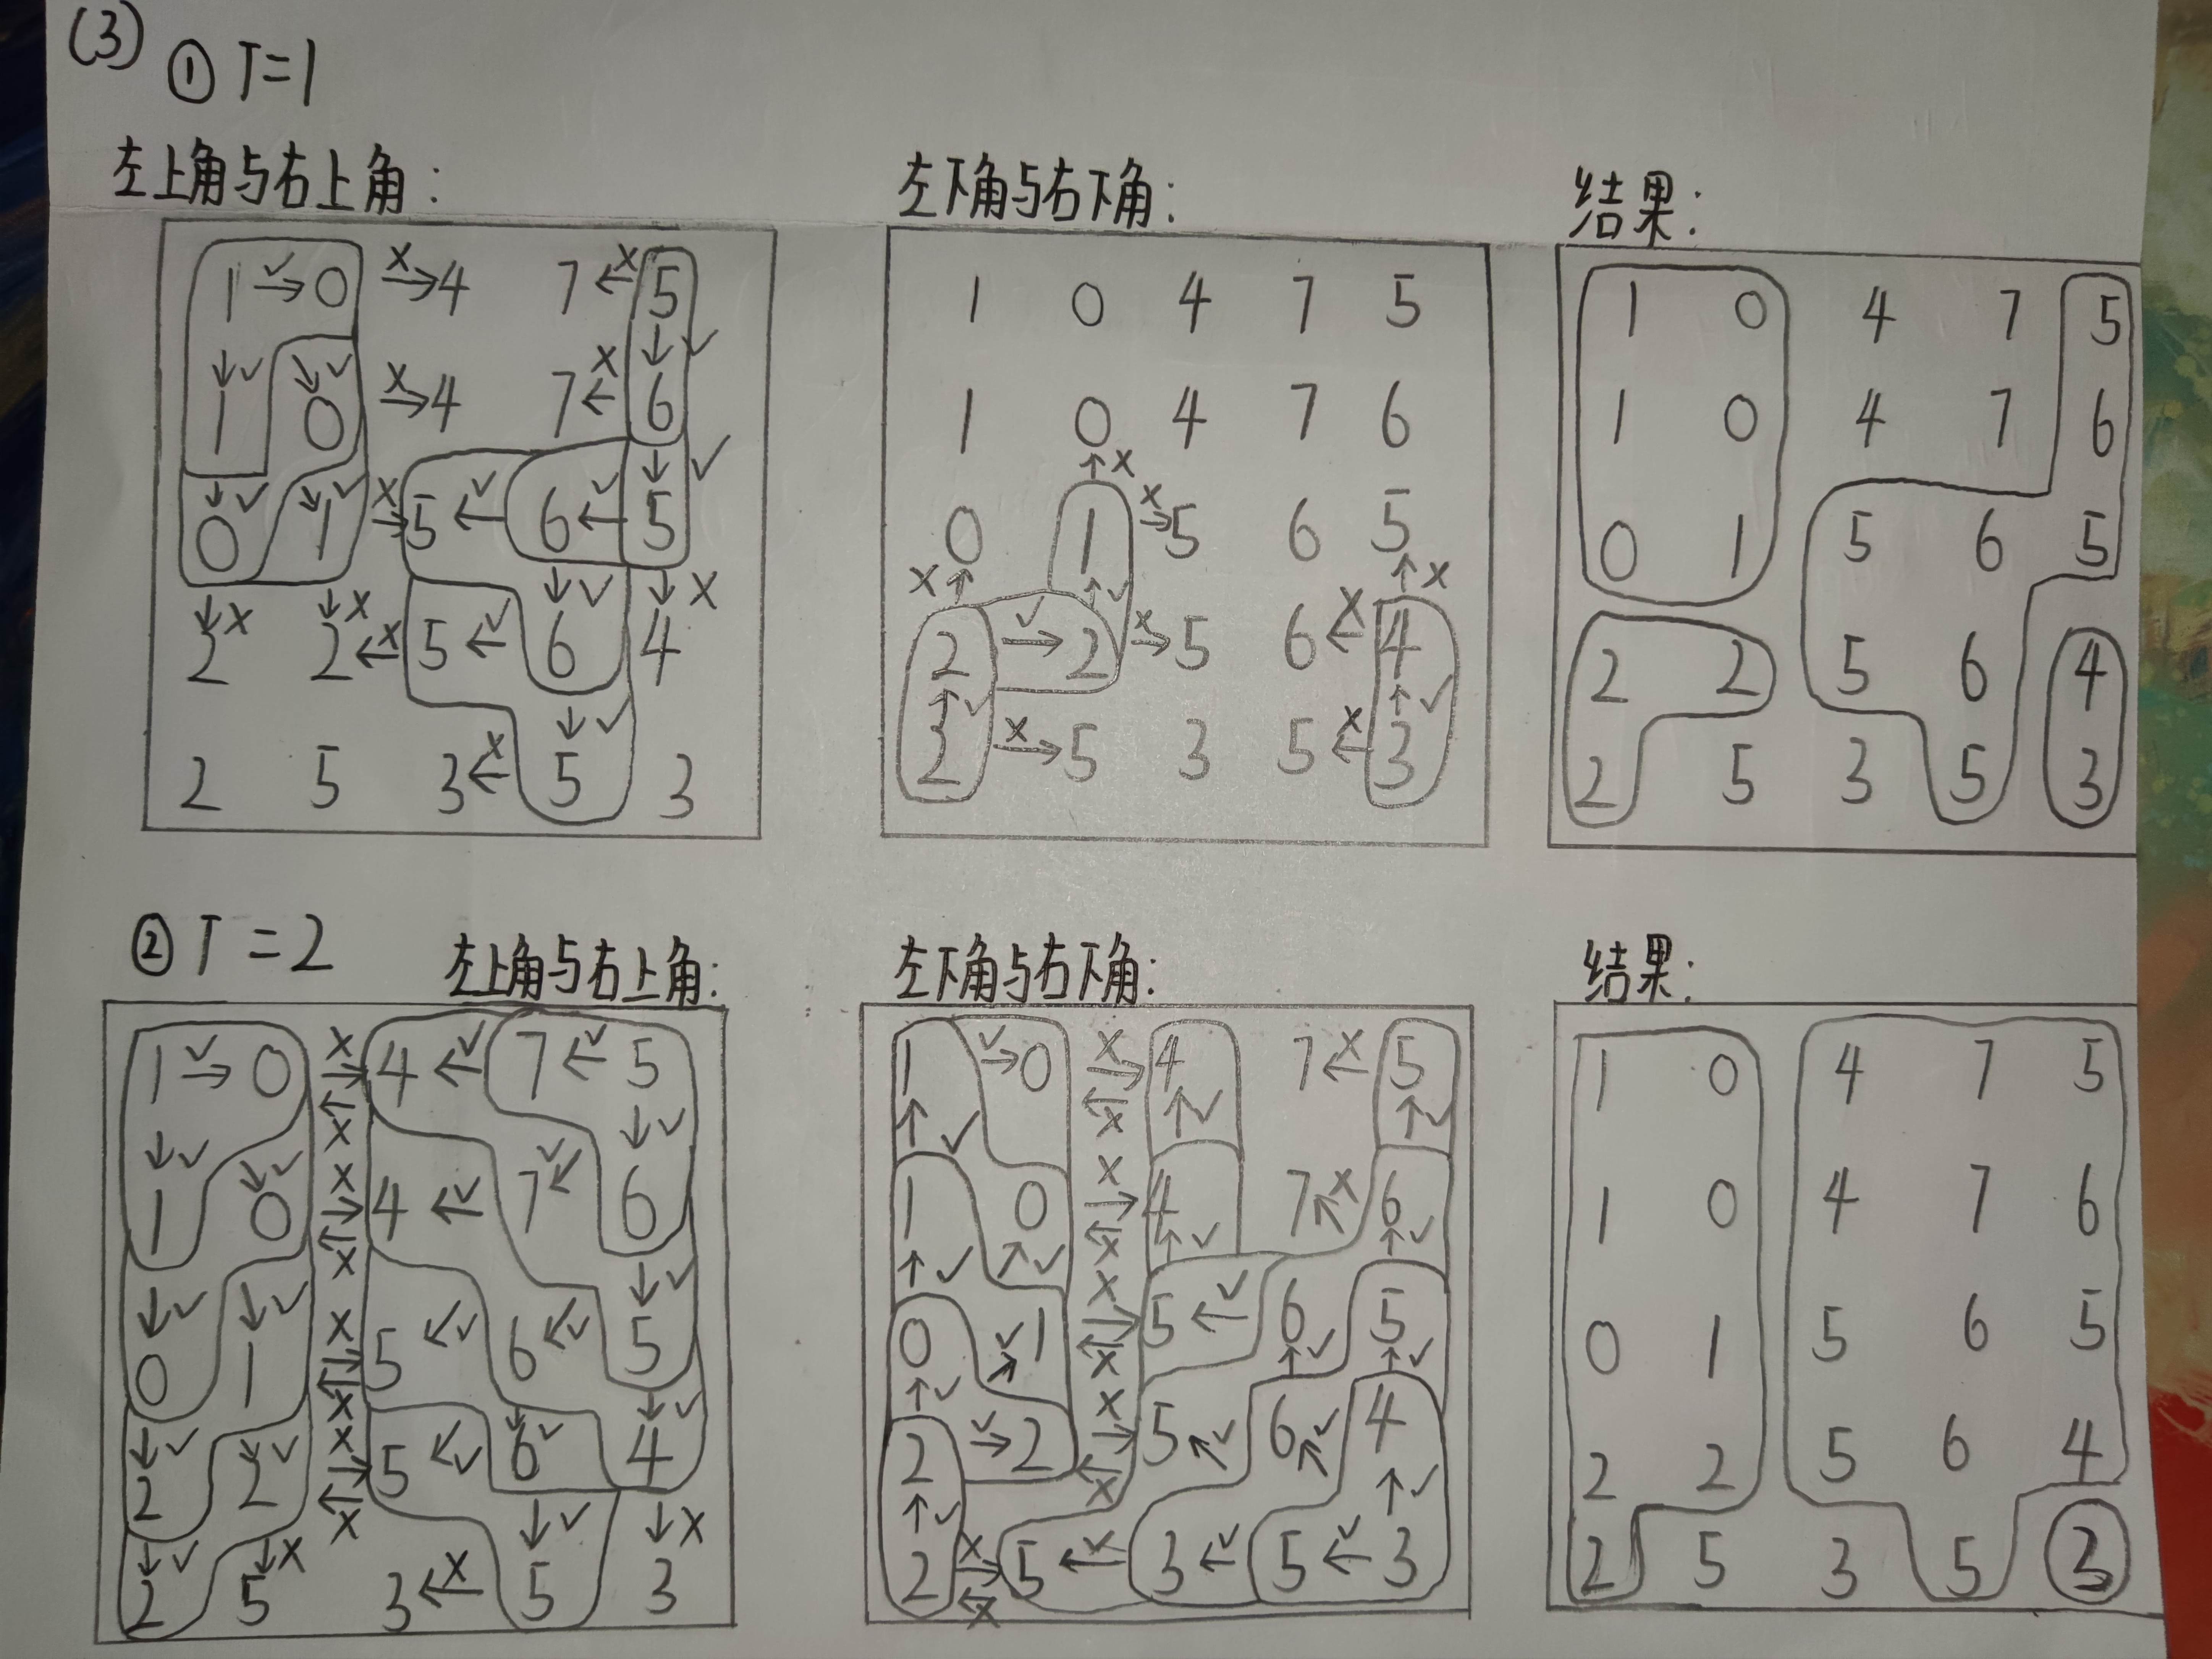 (3)
① T=1
左上角与右上角:
1 →✓ 0 ×→ 4 7 ←× 5
↓✓ ↘✓ ↓✓
1 0 ×→ 4 7 ←× 6
↓✓ ↘✓ ↓✓
0 1 ×→ 5 ←✓ 6 ←✓ 5
↓× ↓× ↓✓ ↓×
2 2 ←× 5 ←✓ 6 4
↓✓
2 5 3 ←× 5 3
左下角与右下角:
1 0 4 7 5
1 0 4 7 6
↑×
0 1 ×→ 5 6 5
×↑ ↑✓ ↑×
2 →✓ 2 ×→ 5 6 ←× 4
↑✓ ↑✓
2 ×→ 5 3 5 ←× 3
结果:
1 0 4 7 5
1 0 4 7 6
0 1 5 6 5
2 2 5 6 4
2 5 3 5 3
② T=2
左上角与右上角:
1 →✓ 0 ×→ ←× 4 ←✓ 7 ←✓ 5
↓✓ ↘✓ ↙✓ ↓✓
1 0 ×→ ←× 4 ←✓ 7 6
↓✓ ↓✓ ↓✓
0 1 ×→ ←× 5 ↙✓ 6 ↙✓ 5
↓✓ ↘✓ ↓✓ ↓✓
2 2 ×→ ←× 5 ↙✓ 6 4
↓✓ ↓× ↓✓ ↓×
2 5 3 ←× 5 3
左下角与右下角:
1 →✓ 0 ×→ ←× 4 7 ←× 5
↑✓ ↑✓ ↑✓
1 0 ×→ ←× 4 7 ↖× 6
↑✓ ↗✓ ↑✓ ↑✓
0 ↗✓ 1 ×→ ←× 5 ←✓ 6 5
↑✓ ↑✓ ↑✓
2 →✓ 2 ×→ ←× 5 ↖✓ 6 ↖✓ 4
↑✓ ↑✓
2 ×→ ←× 5 ←✓ 3 ←✓ 5 ←✓ 3
结果:
1 0 4 7 5
1 0 4 7 6
0 1 5 6 5
2 2 5 6 4
2 5 3 5 3